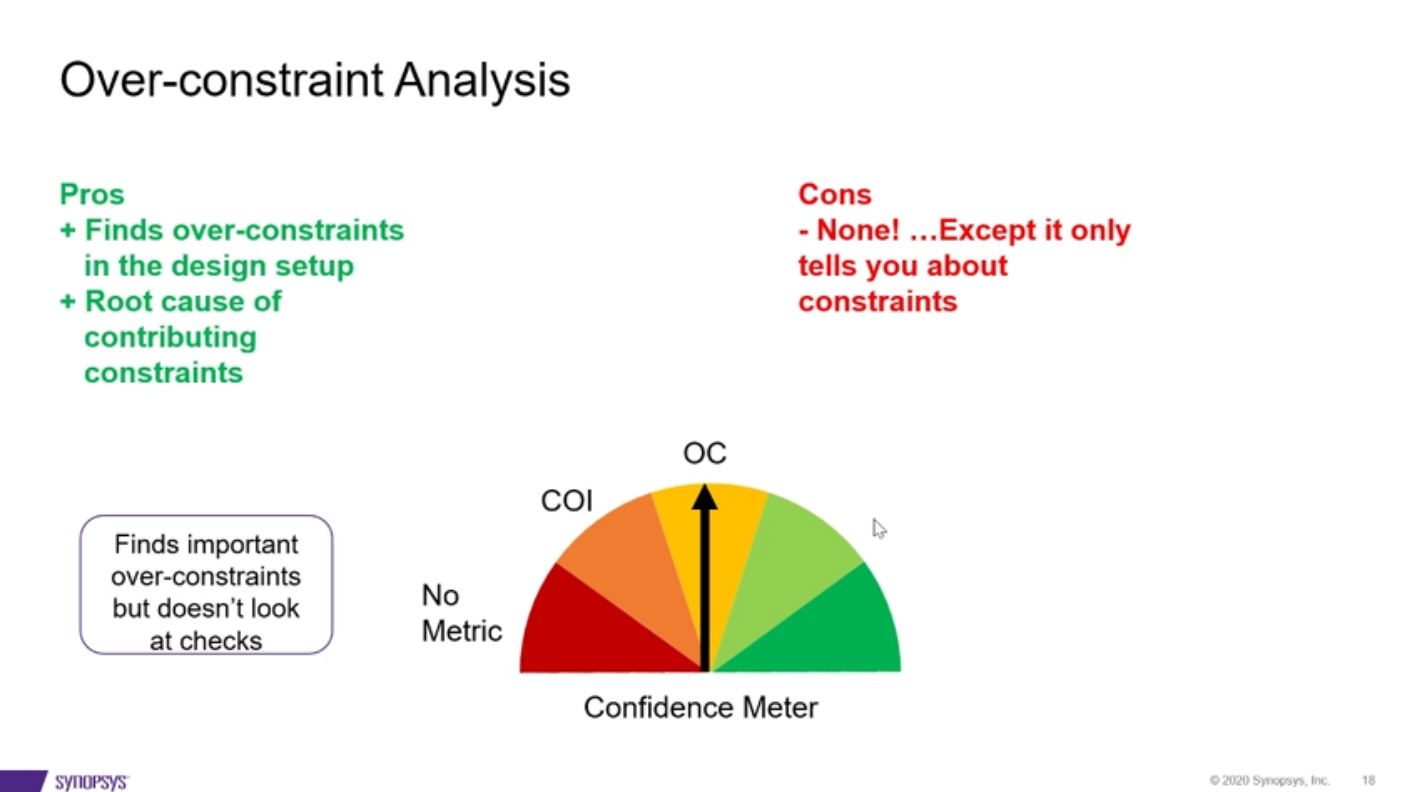 Over-constraint Analysis
Pros
+ Finds over-constraints
in the design setup
+ Root cause of
contributing
constraints
Cons
- None! …Except it only
tells you about
constraints
Finds important
over-constraints
but doesn't look
at checks
OC
COI
No
Metric
Confidence Meter
SYNOPSYS
© 2020 Synopsys, Inc.
18